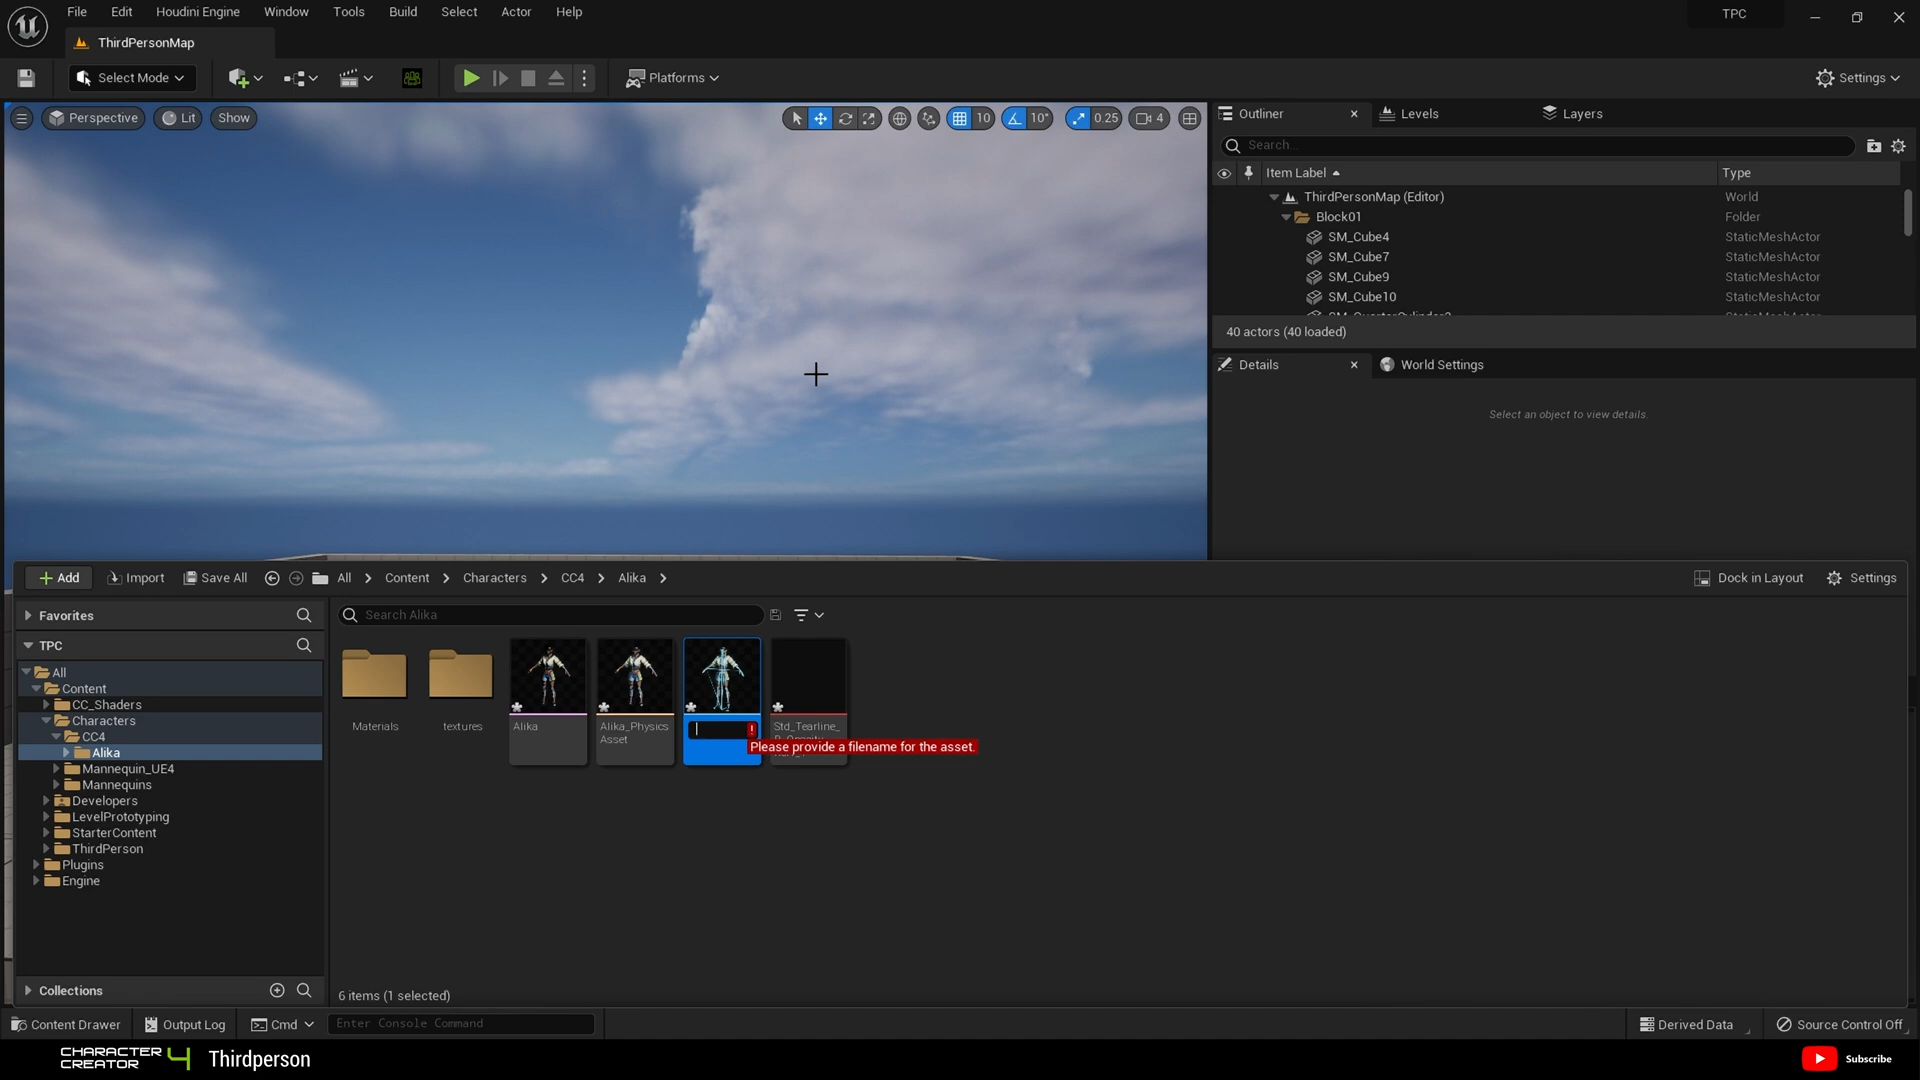 File Edit Houdini Engine Window Tools Build Select Actor Help TPC
ThirdPersonMap
Select Mode Platforms Settings
Perspective Lit Show 10 10° 0.25 4
Outliner Levels Layers
Search...
Item Label Type
ThirdPersonMap (Editor) World
Block01 Folder
SM_Cube4 StaticMeshActor
SM_Cube7 StaticMeshActor
SM_Cube9 StaticMeshActor
SM_Cube10 StaticMeshActor
40 actors (40 loaded)
Details World Settings
Select an object to view details.
Add Import Save All All Content Characters CC4 Alika Dock in Layout Settings
Favorites
Search Alika
TPC
All
Content
CC_Shaders
Characters
CC4
Alika
Mannequin_UE4
Mannequins
Developers
LevelPrototyping
StarterContent
ThirdPerson
Plugins
Engine
Materials
textures
Alika
Alika_Physics
Asset
Std_Tearline_
Please provide a filename for the asset.
Collections
6 items (1 selected)
Content Drawer Output Log Cmd Enter Console Command Derived Data Source Control Off
CHARACTER
CREATOR 4 Thirdperson Subscribe